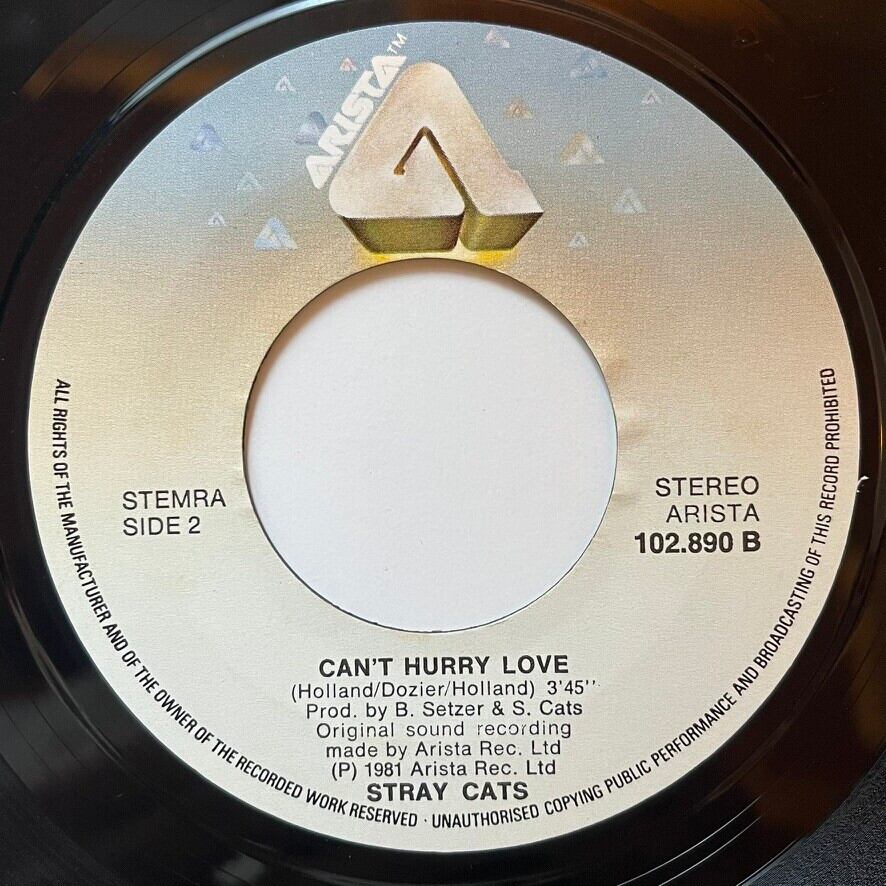 ARISTA™
STEMRA
SIDE 2
STEREO
ARISTA
102.890 B
CAN'T HURRY LOVE
(Holland/Dozier/Holland) 3'45''
Prod. by B. Setzer & S. Cats
Original sound recording
made by Arista Rec. Ltd
(P) 1981 Arista Rec. Ltd
STRAY CATS
ALL RIGHTS OF THE MANUFACTURER AND OF THE OWNER OF THE RECORDED WORK RESERVED · UNAUTHORISED COPYING PUBLIC PERFORMANCE AND BROADCASTING OF THIS RECORD PROHIBITED